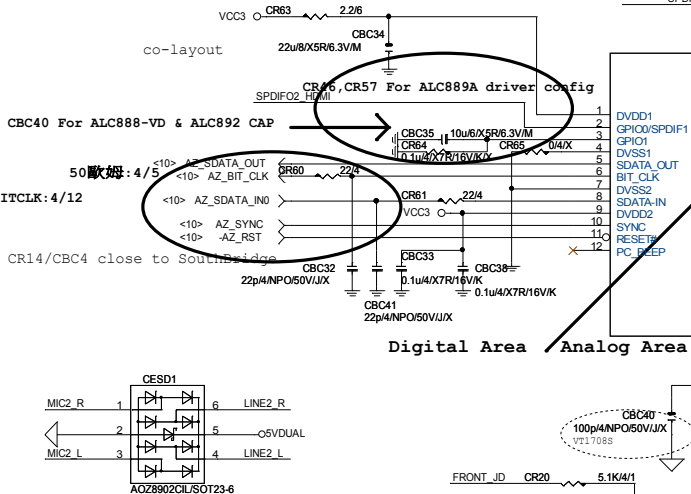 VCC3 CR63 2.2/6
CBC34
22u/8/X5R/6.3V/M
co-layout
CR46,CR57 For ALC889A driver config
SPDIFO2_HDMI
CBC40 For ALC888-VD & ALC892 CAP
CBC35 10u/6/X5R/6.3V/M
CR64
0.1u/4/X7R/16V/K/X
CR65 0/4/X
1 DVDD1
2 GPIO0/SPDIF1
3 GPIO1
4 DVSS1
5 SDATA_OUT
6 BIT_CLK
7 DVSS2
8 SDATA-IN
9 DVDD2
10 SYNC
11 RESET#
12 PC_BEEP
50歐姆:4/5
<10> AZ_SDATA_OUT
<10> AZ_BIT_CLK CR60 22/4
ITCLK:4/12
<10> AZ_SDATA_IN0 CR61 22/4
VCC3
<10> AZ_SYNC
<10> -AZ_RST
CR14/CBC4 close to SouthBridge
CBC32
22p/4/NPO/50V/J/X
CBC33
0.1u/4/X7R/16V/K
CBC38
0.1u/4/X7R/16V/K
CBC41
22p/4/NPO/50V/J/X
Digital Area Analog Area
CESD1
MIC2_R 1 6 LINE2_R
2 5 5VDUAL
MIC2_L 3 4 LINE2_L
AOZ8902CIL/SOT23-6
CBC40
100p/4/NPO/50V/J/X
VT1708S
FRONT_JD CR20 5.1K/4/1